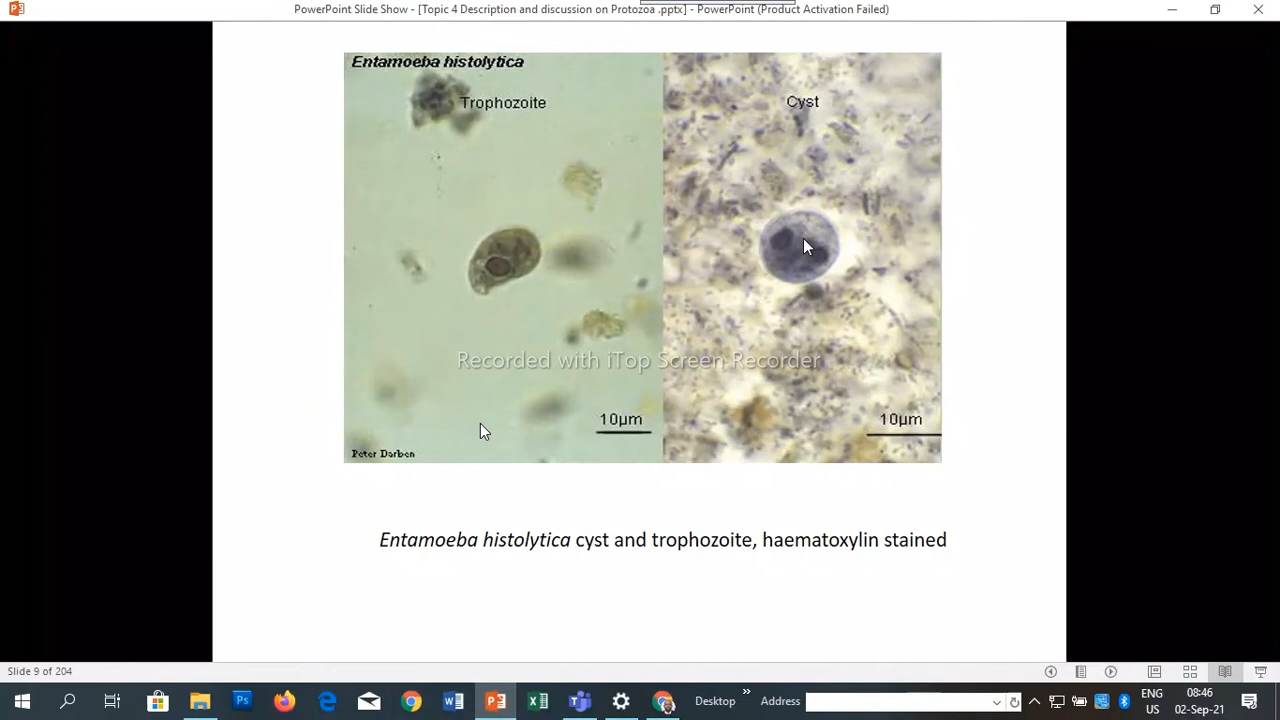 PowerPoint Slide Show - [Topic 4 Description and discussion on Protozoa .pptx] - PowerPoint (Product Activation Failed)
Entamoeba histolytica
Trophozoite
Cyst
Recorded with iTop Screen Recorder
10µm
10µm
Peter Darben
Entamoeba histolytica cyst and trophozoite, haematoxylin stained
Slide 9 of 204
Desktop
Address
ENG
US
08:46
02-Sep-21